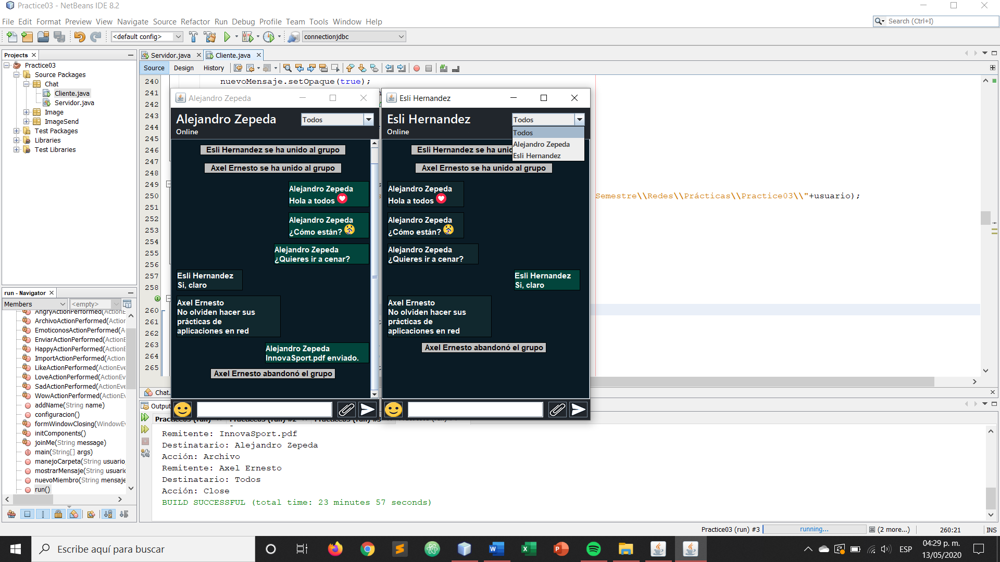 Practice03 - NetBeans IDE 8.2
File Edit Format Preview View Navigate Source Refactor Run Debug Profile Team Tools Window Help
Search (Ctrl+I)
<default config>
connectionjdbc
Projects
Practice03
Source Packages
Chat
Cliente.java
Servidor.java
Image
ImageSend
Test Packages
Libraries
Test Libraries
Servidor.java
Cliente.java
Source Design History
240 nuevoMensaje.setOpaque(true);
241
242
243
244
245
246
247
248
249
250 Semestre\\Redes\\Prácticas\\Practice03\\"+usuario);
251
252
253
254
255
256
257
258
260
261
262
263
264
265
Alejandro Zepeda
Alejandro Zepeda
Todos
Online
Esli Hernandez se ha unido al grupo
Axel Ernesto se ha unido al grupo
Alejandro Zepeda
Hola a todos
Alejandro Zepeda
¿Cómo están?
Alejandro Zepeda
¿Quieres ir a cenar?
Esli Hernandez
Si, claro
Axel Ernesto
No olviden hacer sus
prácticas de
aplicaciones en red
Alejandro Zepeda
InnovaSport.pdf enviado.
Axel Ernesto abandonó el grupo
Esli Hernandez
Esli Hernandez
Todos
Online
Todos
Alejandro Zepeda
Esli Hernandez
Esli Hernandez se ha
Axel Ernesto se ha unido al grupo
Alejandro Zepeda
Hola a todos
Alejandro Zepeda
¿Cómo están?
Alejandro Zepeda
¿Quieres ir a cenar?
Esli Hernandez
Si, claro
Axel Ernesto
No olviden hacer sus
prácticas de
aplicaciones en red
Axel Ernesto abandonó el grupo
run - Navigator
Members
<empty>
AngryActionPerformed(ActionE
ArchivoActionPerformed(Action
EmoticonosActionPerformed(A
EnviarActionPerformed(ActionE
HappyActionPerformed(ActionE
ImportActionPerformed(Action
LikeActionPerformed(ActionEve
LoveActionPerformed(ActionEv
SadActionPerformed(ActionEve
WowActionPerformed(ActionE
addName(String name)
configuracion()
formWindowClosing(WindowEv
initComponents()
joinMe(String message)
main(String[] args)
manejoCarpeta(String usuario
mostrarMensaje(String usuario
nuevoMiembro(String mensaje
run()
Chat.
Output
Practice03 (run)
Practice03 (run) #2
Practice03 (run) #3
Remitente: InnovaSport.pdf
Destinatario: Alejandro Zepeda
Acción: Archivo
Remitente: Axel Ernesto
Destinatario: Todos
Acción: Close
BUILD SUCCESSFUL (total time: 23 minutes 57 seconds)
Practice03 (run) #3 running... (2 more...) 260:21 INS
Escribe aquí para buscar
ESP
04:29 p. m.
13/05/2020